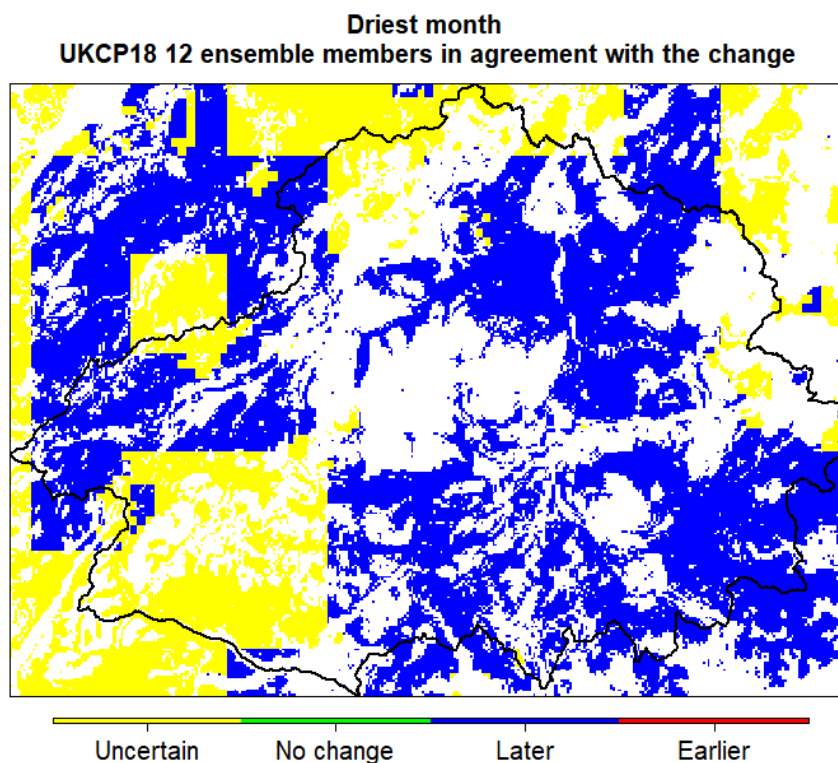 Driest month
UKCP18 12 ensemble members in agreement with the change
Uncertain No change Later Earlier